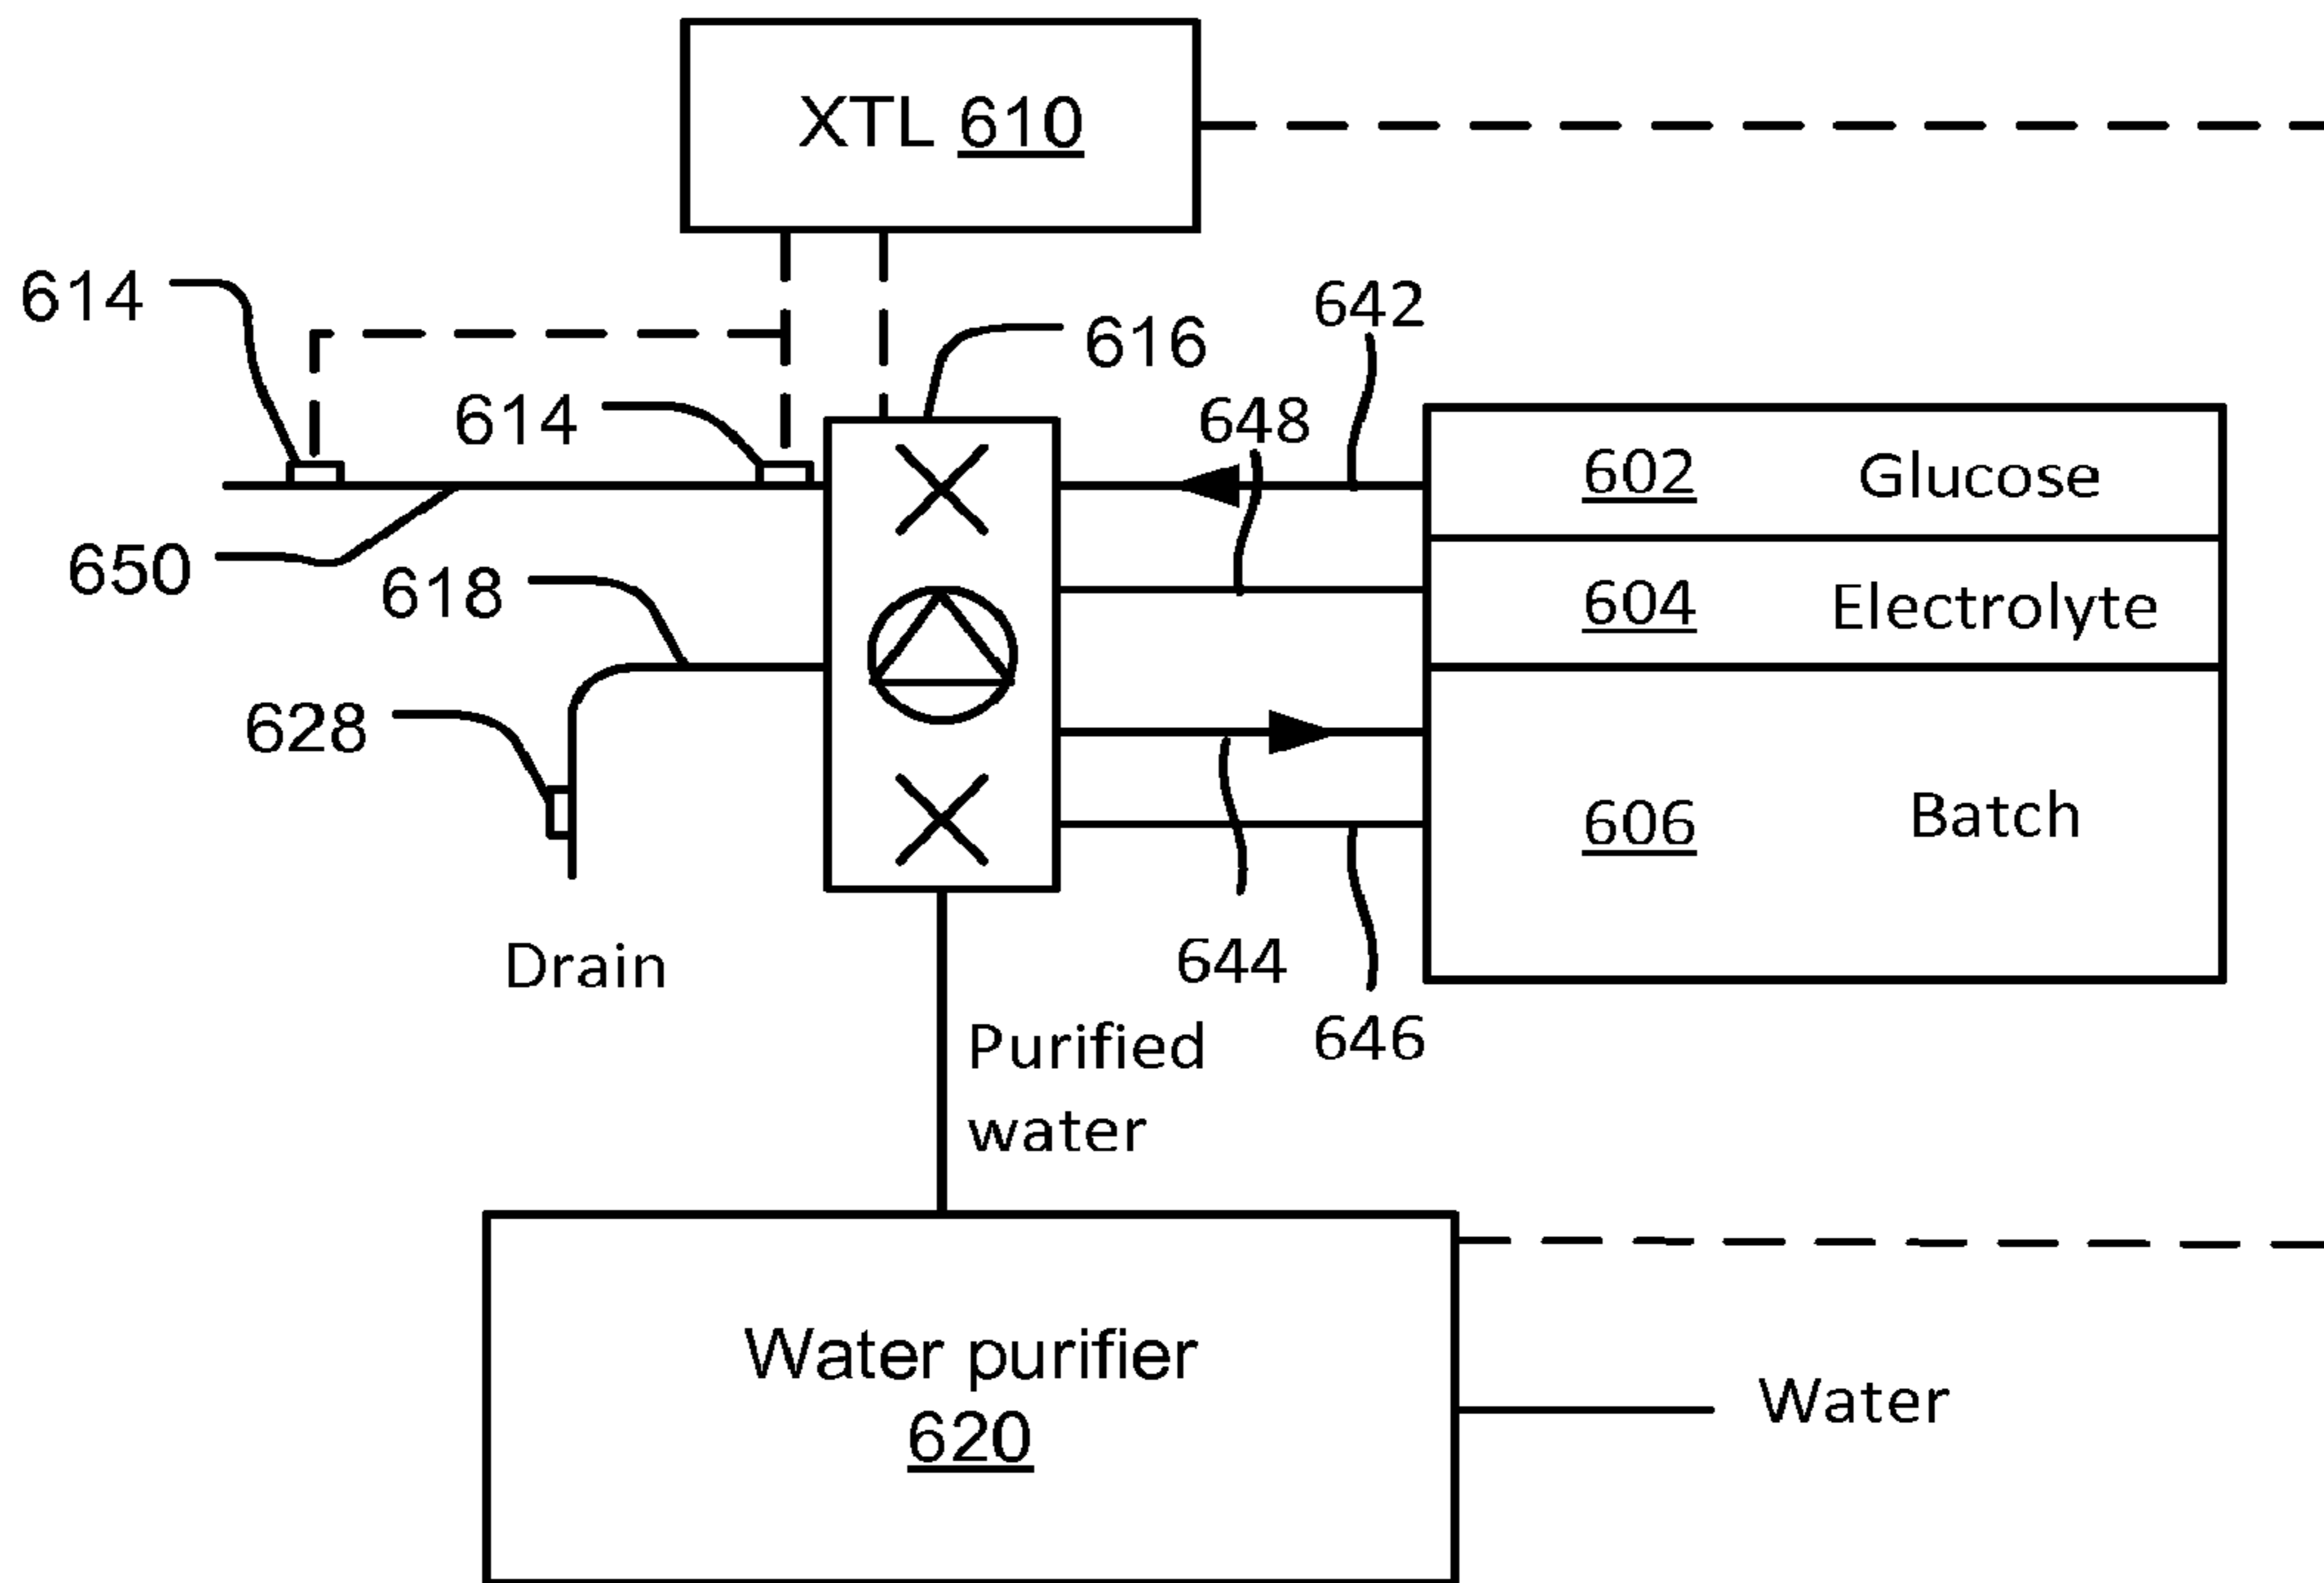 XTL 610
614
642
616
614
648
602 Glucose
650
618
604 Electrolyte
628
606 Batch
Drain
644
646
Purified
water
Water purifier
620
Water